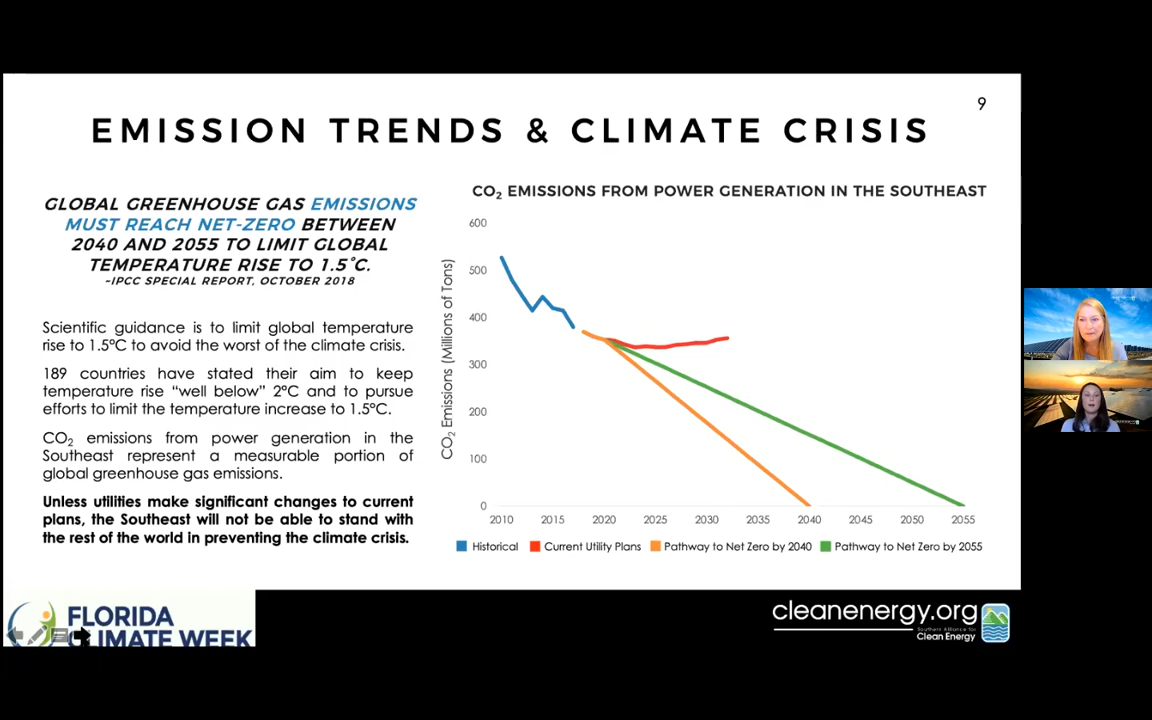 9
EMISSION TRENDS & CLIMATE CRISIS
GLOBAL GREENHOUSE GAS EMISSIONS
MUST REACH NET-ZERO BETWEEN
2040 AND 2055 TO LIMIT GLOBAL
TEMPERATURE RISE TO 1.5°C.
~IPCC SPECIAL REPORT, OCTOBER 2018
Scientific guidance is to limit global temperature
rise to 1.5°C to avoid the worst of the climate crisis.
189 countries have stated their aim to keep
temperature rise “well below” 2°C and to pursue
efforts to limit the temperature increase to 1.5°C.
CO₂ emissions from power generation in the
Southeast represent a measurable portion of
global greenhouse gas emissions.
Unless utilities make significant changes to current
plans, the Southeast will not be able to stand with
the rest of the world in preventing the climate crisis.
CO₂ EMISSIONS FROM POWER GENERATION IN THE SOUTHEAST
CO₂ Emissions (Millions of Tons)
600
500
400
300
200
100
0
2010 2015 2020 2025 2030 2035 2040 2045 2050 2055
Historical Current Utility Plans Pathway to Net Zero by 2040 Pathway to Net Zero by 2055
FLORIDA
CLIMATE WEEK
cleanenergy.org
Southern Alliance for
Clean Energy